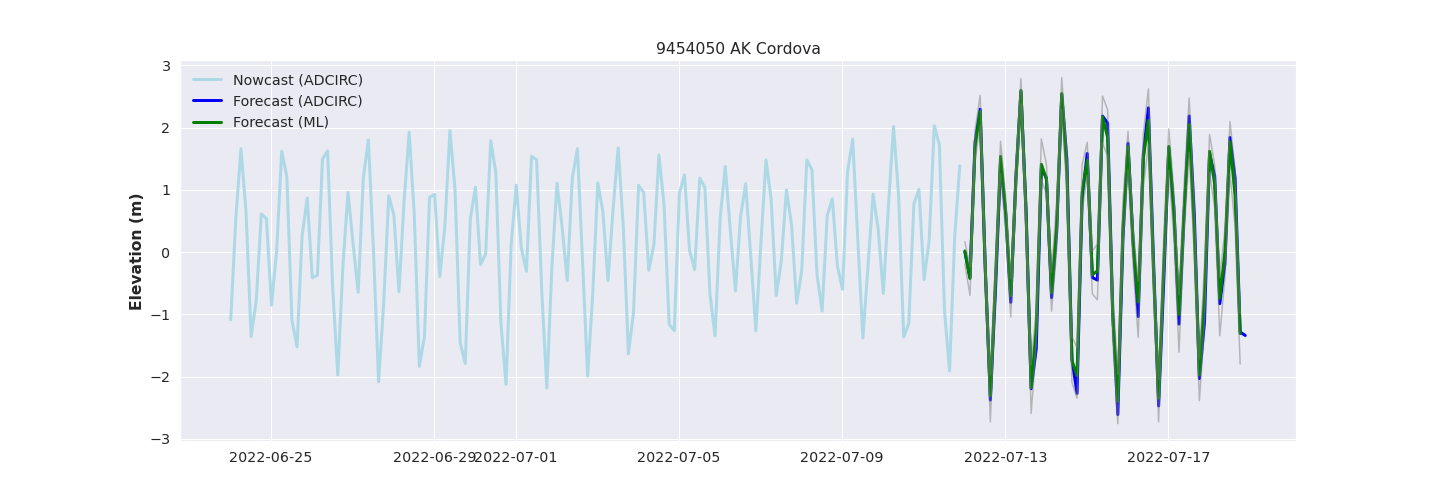 9454050 AK Cordova
Nowcast (ADCIRC)
Forecast (ADCIRC)
Forecast (ML)
Elevation (m)
3
2
1
0
−1
−2
−3
2022-06-25
2022-06-29
2022-07-01
2022-07-05
2022-07-09
2022-07-13
2022-07-17